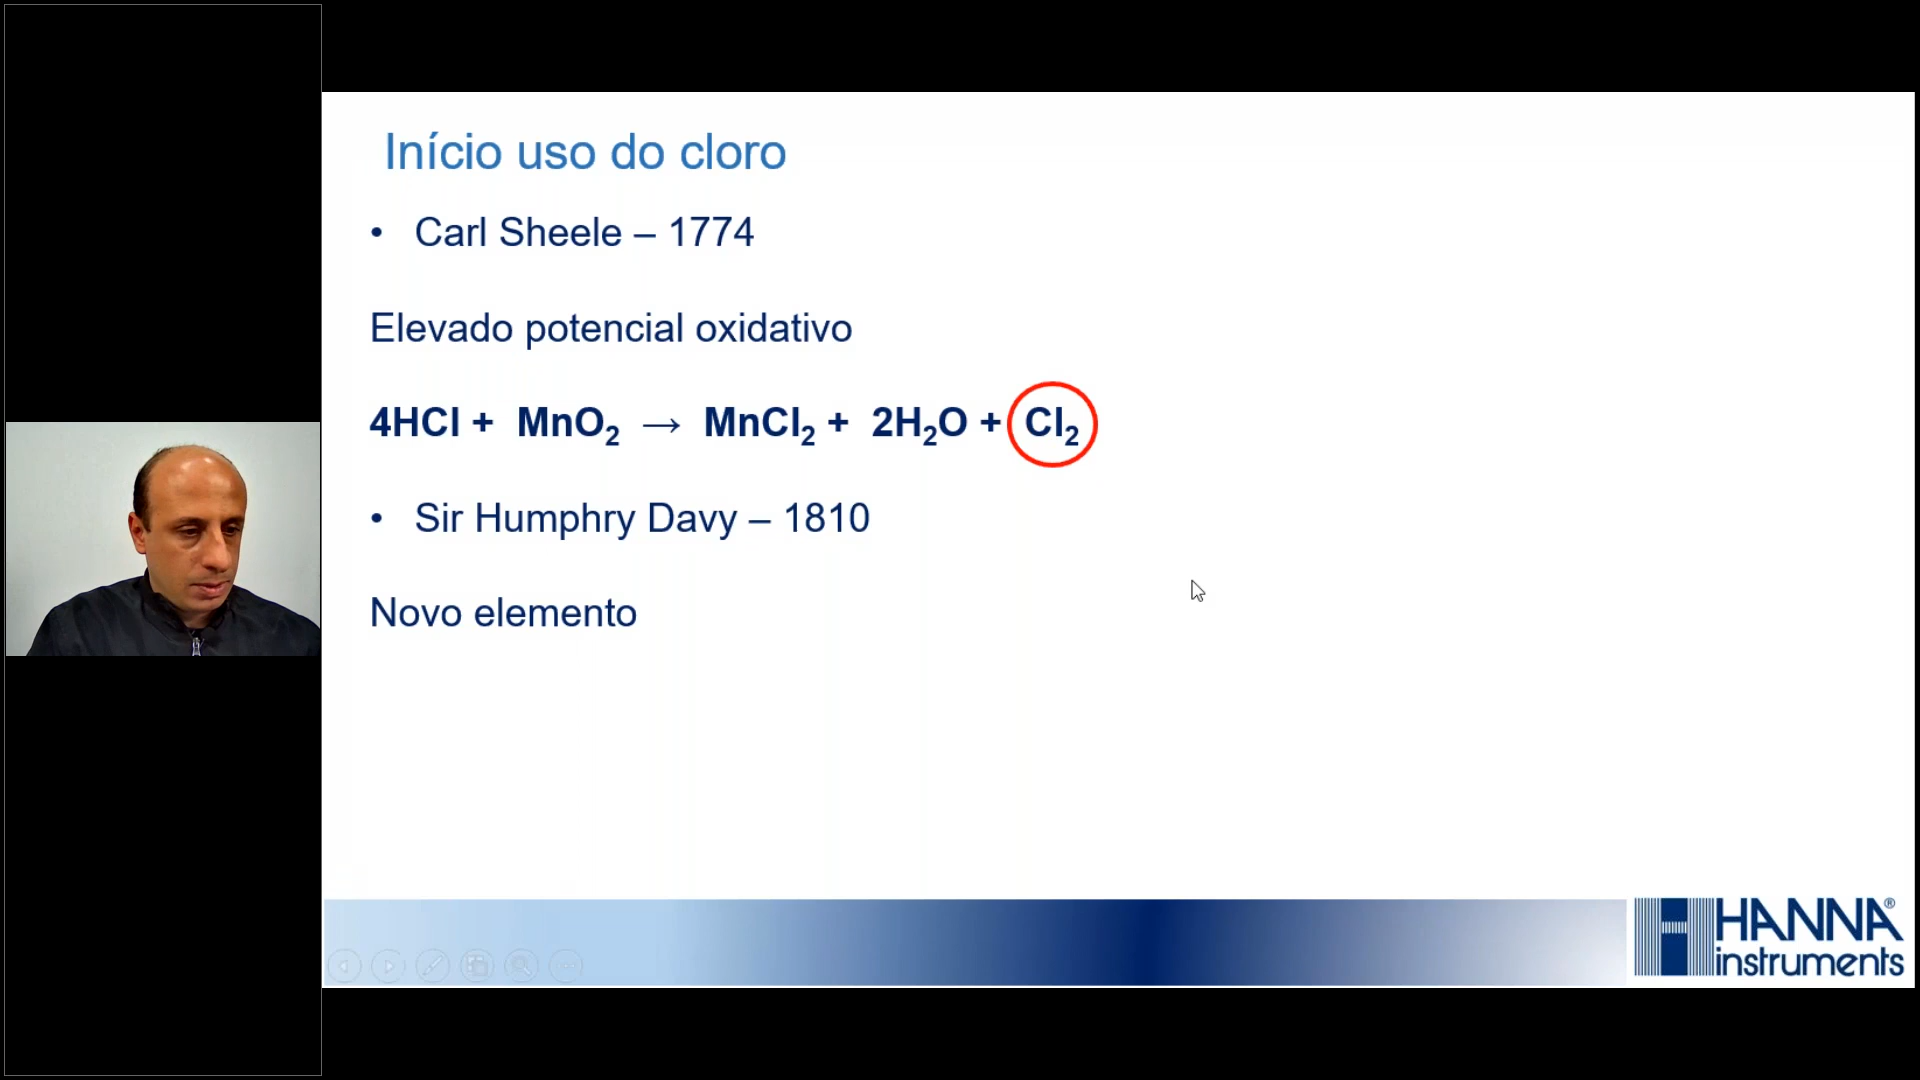 Início uso do cloro
• Carl Sheele – 1774
Elevado potencial oxidativo
4HCl + MnO₂ → MnCl₂ + 2H₂O + Cl₂
• Sir Humphry Davy – 1810
Novo elemento
HANNA®
instruments